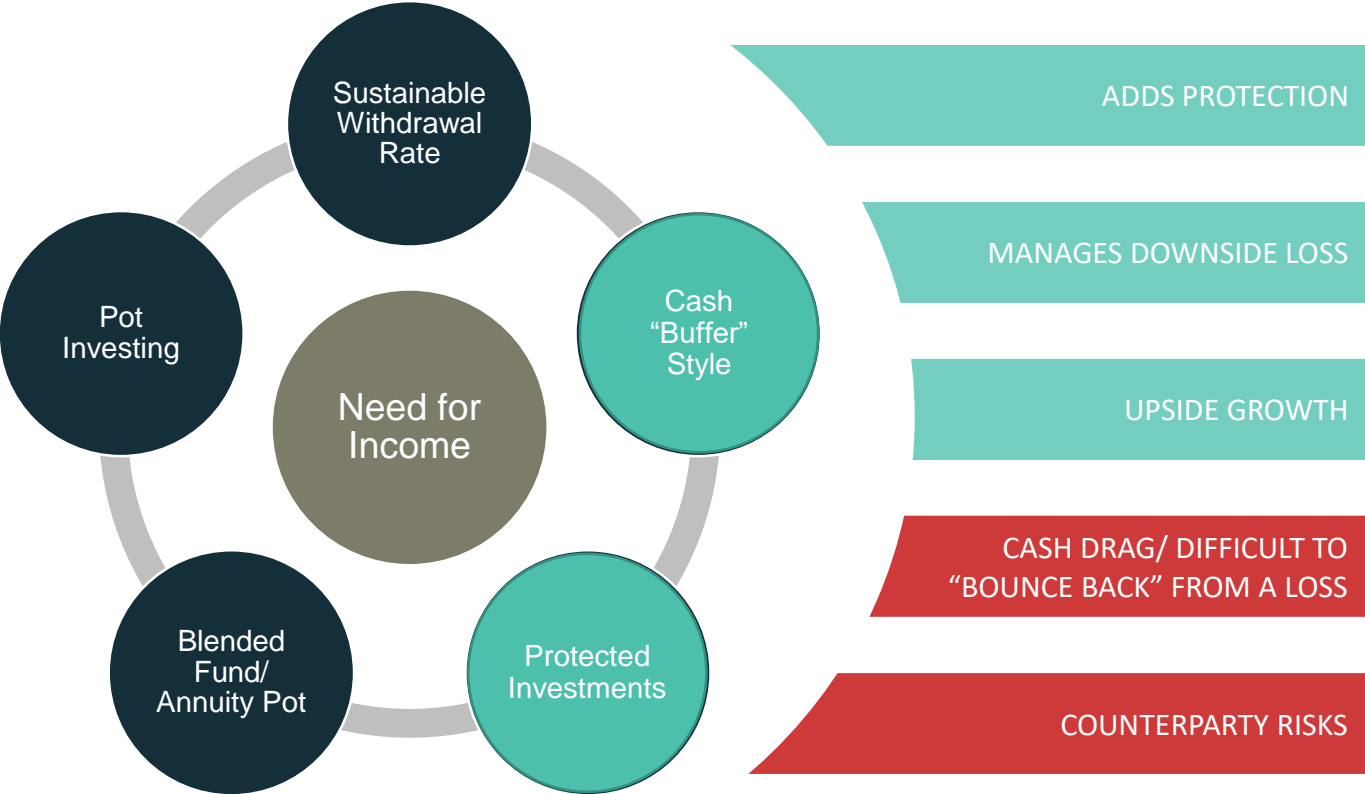 Sustainable
Withdrawal
Rate
Cash
“Buffer”
Style
Protected
Investments
Blended
Fund/
Annuity Pot
Pot
Investing
Need for
Income
ADDS PROTECTION
MANAGES DOWNSIDE LOSS
UPSIDE GROWTH
CASH DRAG/ DIFFICULT TO
“BOUNCE BACK” FROM A LOSS
COUNTERPARTY RISKS